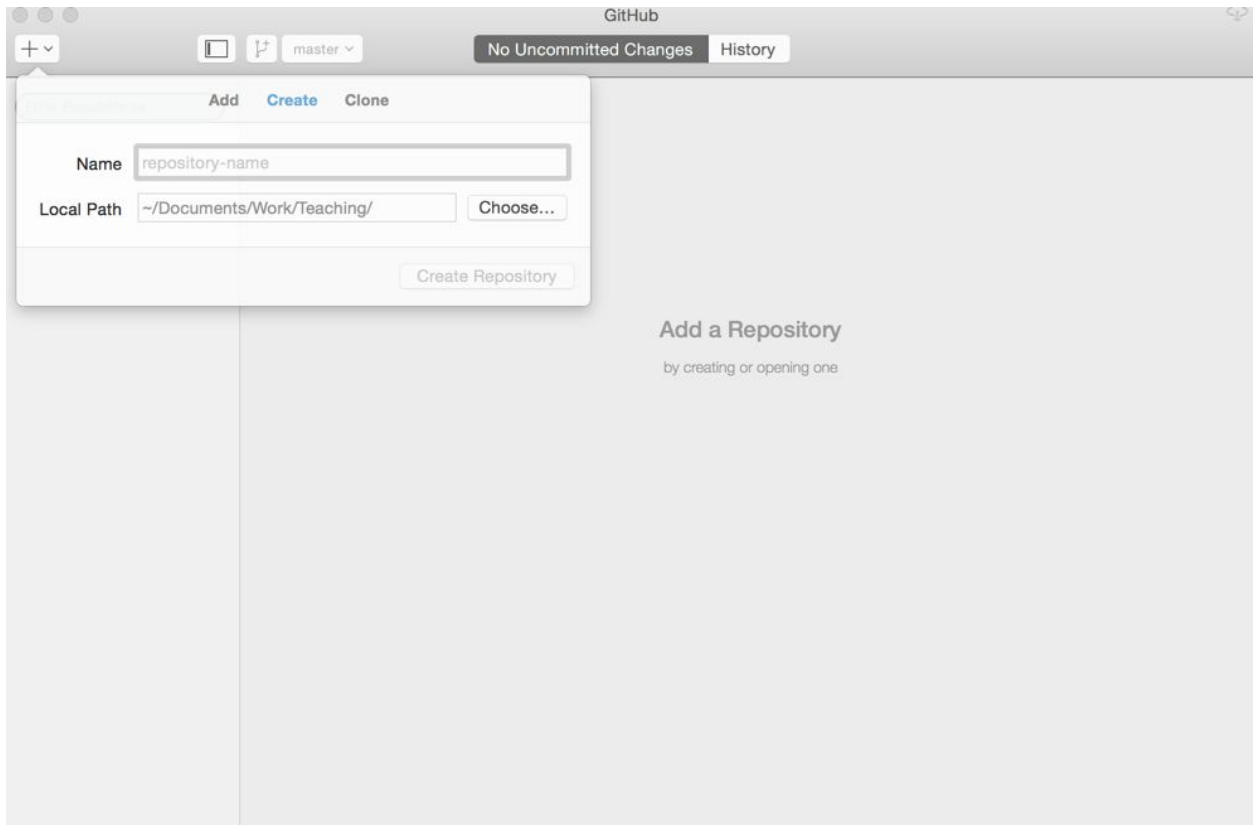 GitHub
master
No Uncommitted Changes
History
Add Create Clone
Name repository-name
Local Path ~/Documents/Work/Teaching/ Choose...
Create Repository
Add a Repository
by creating or opening one